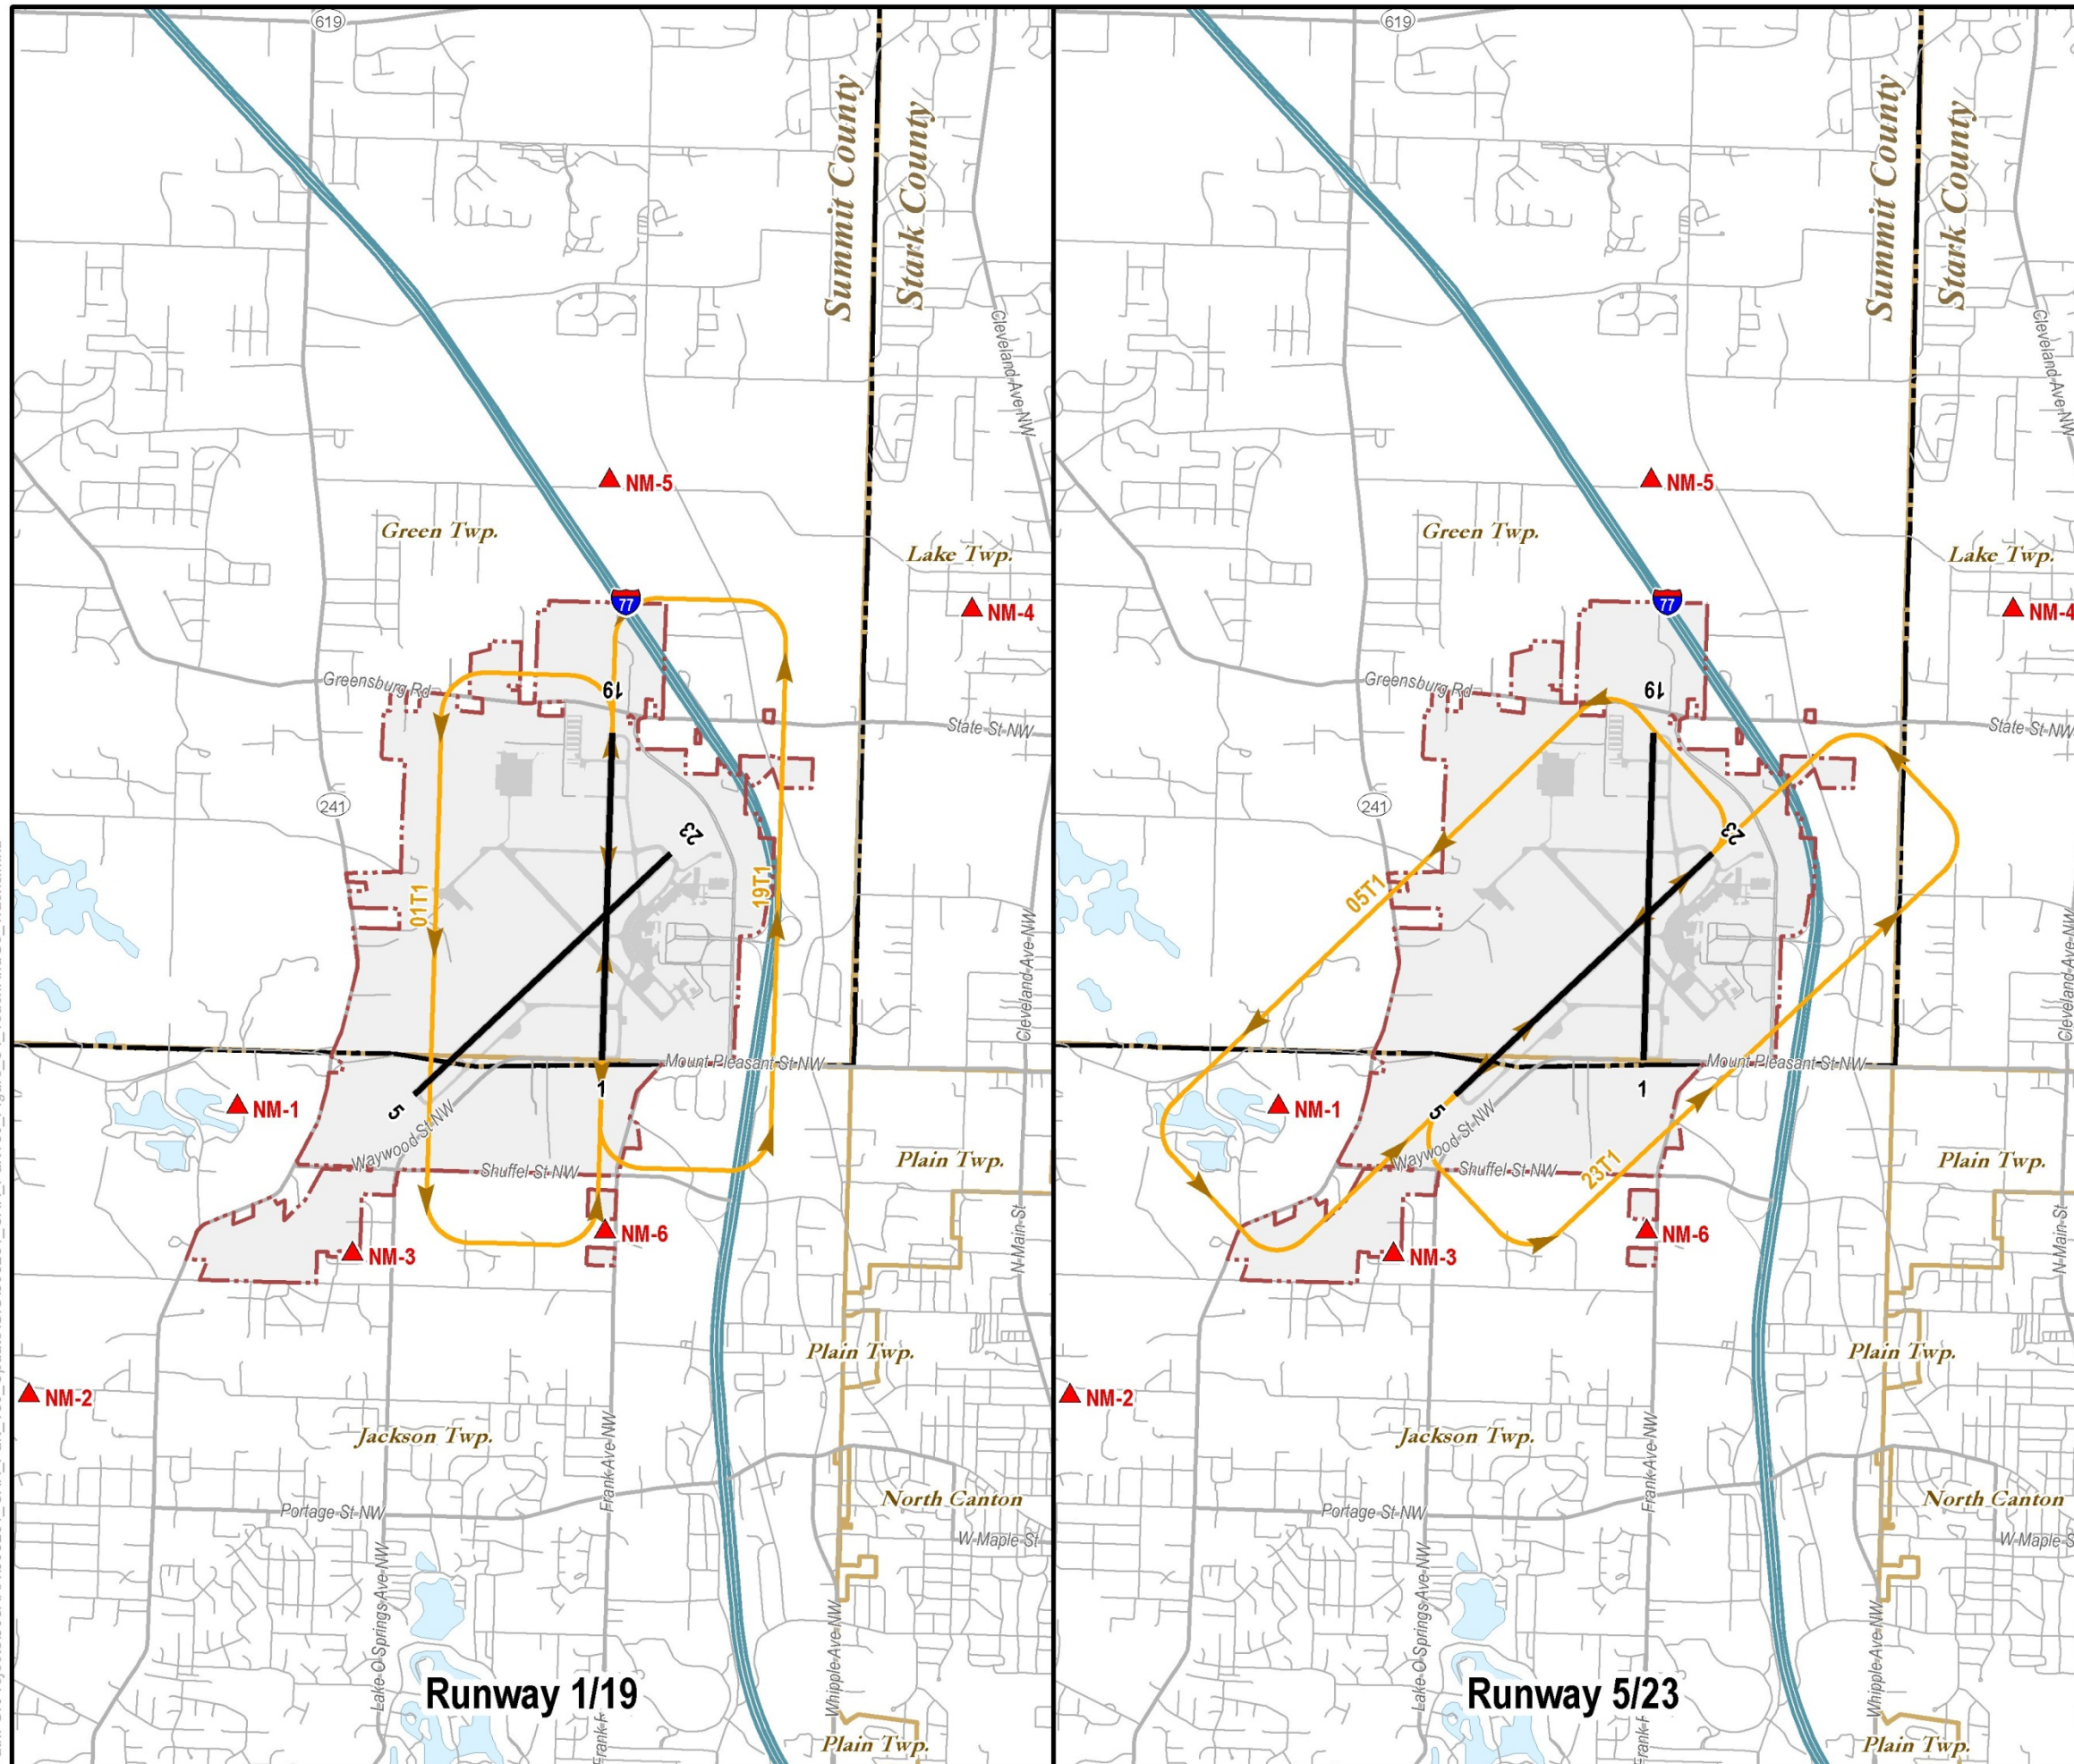 619
Summit County
Stark County
Cleveland Ave NW
NM-5
Green Twp.
Lake Twp.
77
NM-4
Greensburg Rd
19
State St NW
241
23
01T1
19T1
Cleveland Ave NW
Mount Pleasant St NW
1
NM-1
5
Waywood St NW
Shuffel St NW
Plain Twp.
NM-6
NM-3
N Main St
Plain Twp.
NM-2
Jackson Twp.
Frank Ave NW
North Canton
Portage St NW
W Maple St
Lake O Springs Ave NW
Whipple Ave NW
Runway 1/19
Plain Twp.
619
Summit County
Stark County
Cleveland Ave NW
NM-5
Green Twp.
Lake Twp.
77
NM-4
Greensburg Rd
19
State St NW
241
23
05T1
Cleveland Ave NW
Mount Pleasant St NW
1
NM-1
5
Waywood St NW
Shuffel St NW
23T1
Plain Twp.
NM-6
NM-3
N Main St
Plain Twp.
NM-2
Jackson Twp.
Frank Ave NW
North Canton
Portage St NW
W Maple S
Lake O Springs Ave NW
Whipple Ave NW
Runway 5/23
Plain Twp.